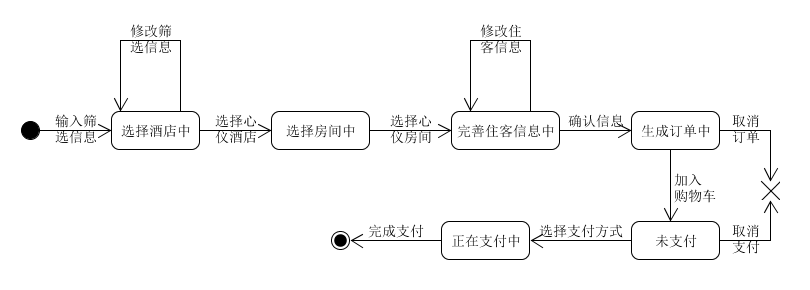 修改筛
选信息
修改住
客信息
输入筛
选信息
选择酒店中
选择心
仪酒店
选择房间中
选择心
仪房间
完善住客信息中
确认信息
生成订单中
取消
订单
加入
购物车
完成支付
正在支付中
选择支付方式
未支付
取消
支付